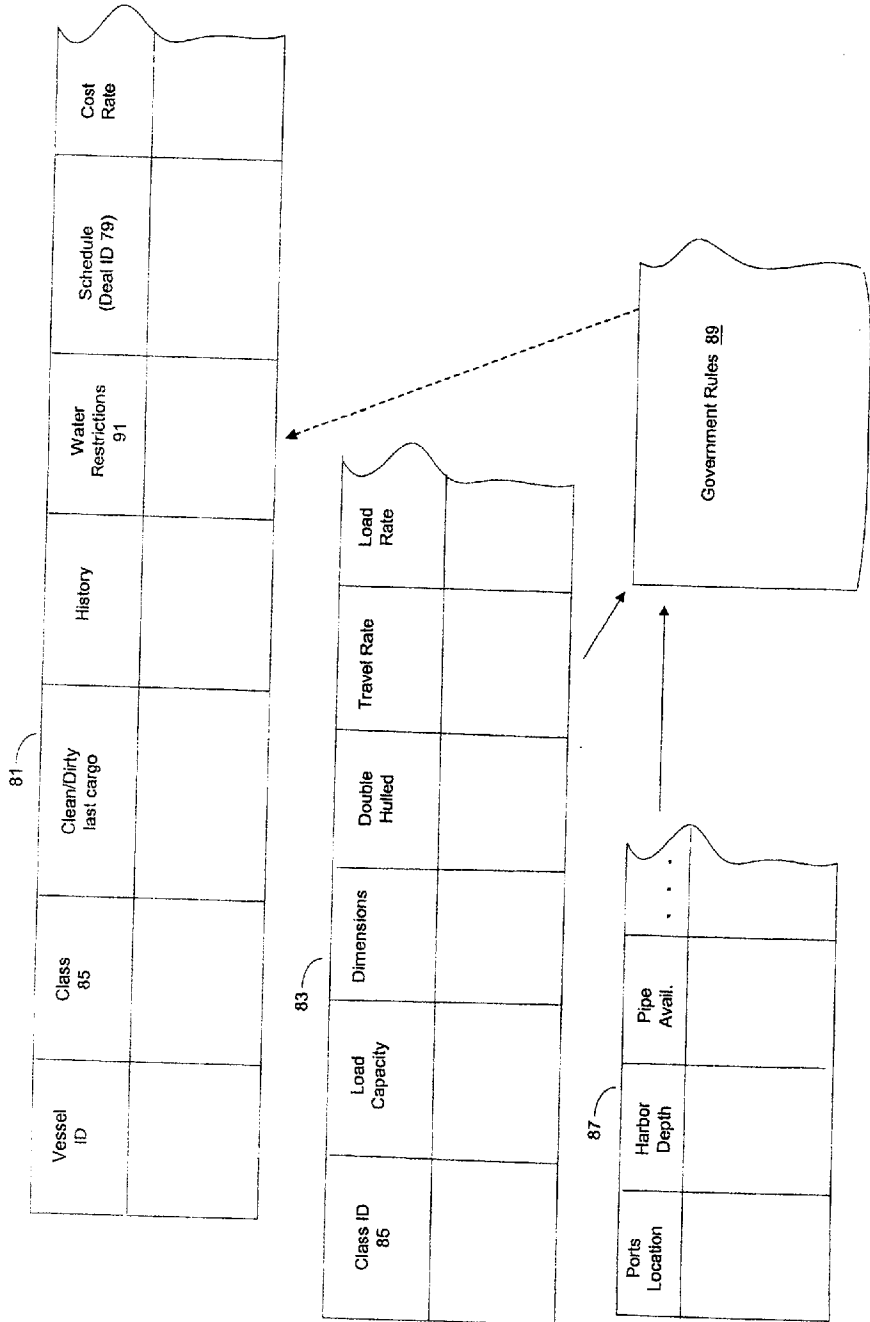 81
Vessel
ID
Class
85
Clean/Dirty
last cargo
History
Water
Restrictions
91
Schedule
(Deal ID 79)
Cost
Rate
83
Class ID
85
Load
Capacity
Dimensions
Double
Hulled
Travel Rate
Load
Rate
87
Ports
Location
Harbor
Depth
Pipe
Avail.
. . .
Government Rules 89